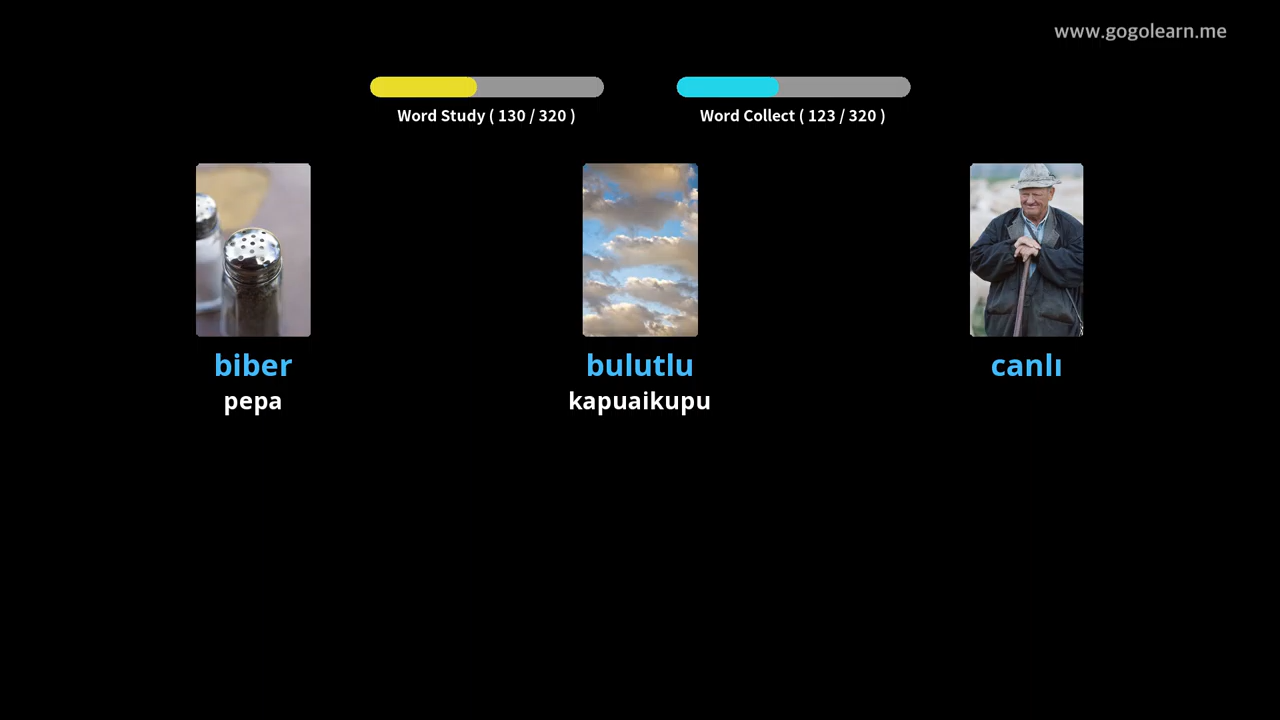 www.gogolearn.me
Word Study ( 130 / 320 )
Word Collect ( 123 / 320 )
biber
bulutlu
canlı
pepa
kapuaikupu